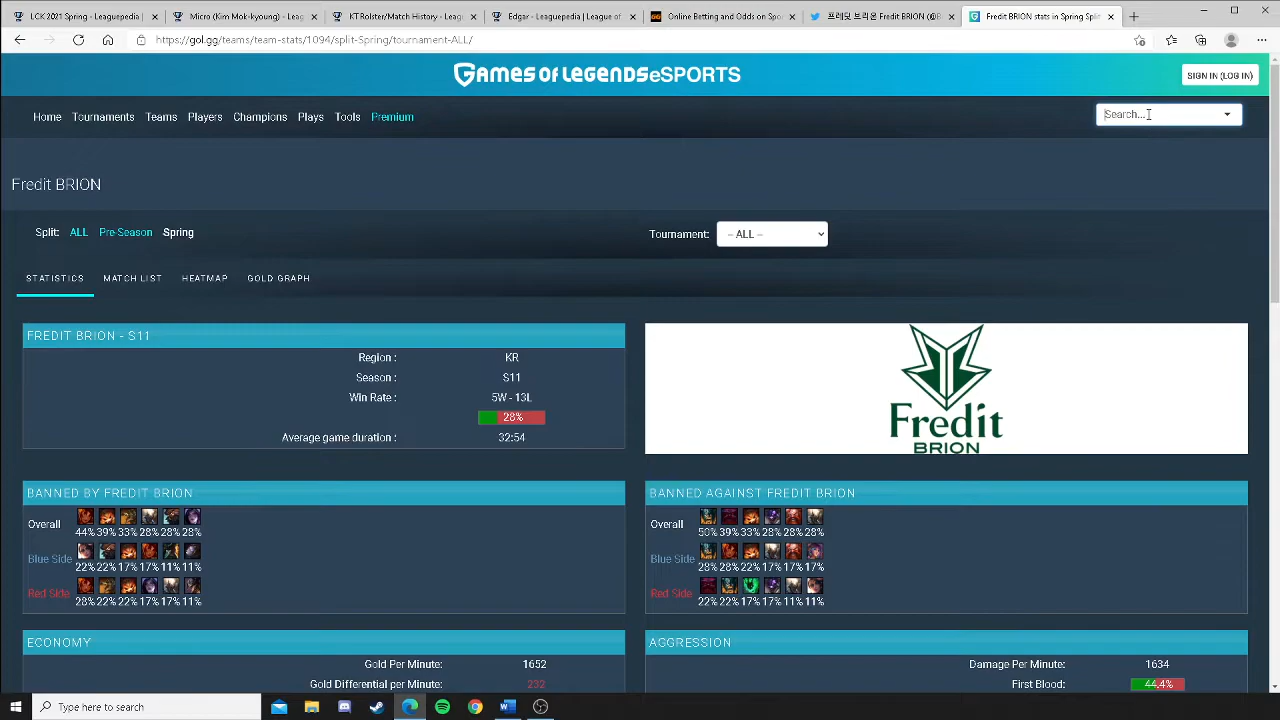 LCK 2021 Spring - Leaguepedia |
Micro (Kim Mok-kyoung) -
KT Rolster/Match History - Leagu
Edgar - Leaguepedia | League of
Online Betting and Odds on Spo
프레딧 브리온 Fredit BRION (@B
Fredit BRION stats in Spring Split
https://gol.gg/teams/team-stats/1094/split-Spring/tournament-ALL/
GAMES OF LEGENDS eSPORTS
SIGN IN (LOG IN)
Home Tournaments Teams Players Champions Plays Tools Premium
Search...
Fredit BRION
Split: ALL Pre-Season Spring
Tournament: -- ALL --
STATISTICS MATCH LIST HEATMAP GOLD GRAPH
FREDIT BRION - S11
Region : KR
Season : S11
Win Rate : 5W - 13L
28%
Average game duration : 32:54
Fredit
BRION
BANNED BY FREDIT BRION
Overall
44% 39% 33% 28% 28% 28%
Blue Side
22% 22% 22% 17% 11% 11%
Red Side
28% 22% 22% 17% 17% 11%
BANNED AGAINST FREDIT BRION
Overall
50% 39% 33% 28% 28% 28%
Blue Side
28% 28% 22% 17% 17% 17%
Red Side
22% 22% 17% 17% 11% 11%
ECONOMY
Gold Per Minute: 1652
Gold Differential per Minute: 232
AGGRESSION
Damage Per Minute: 1634
First Blood: 44.4%
Type here to search